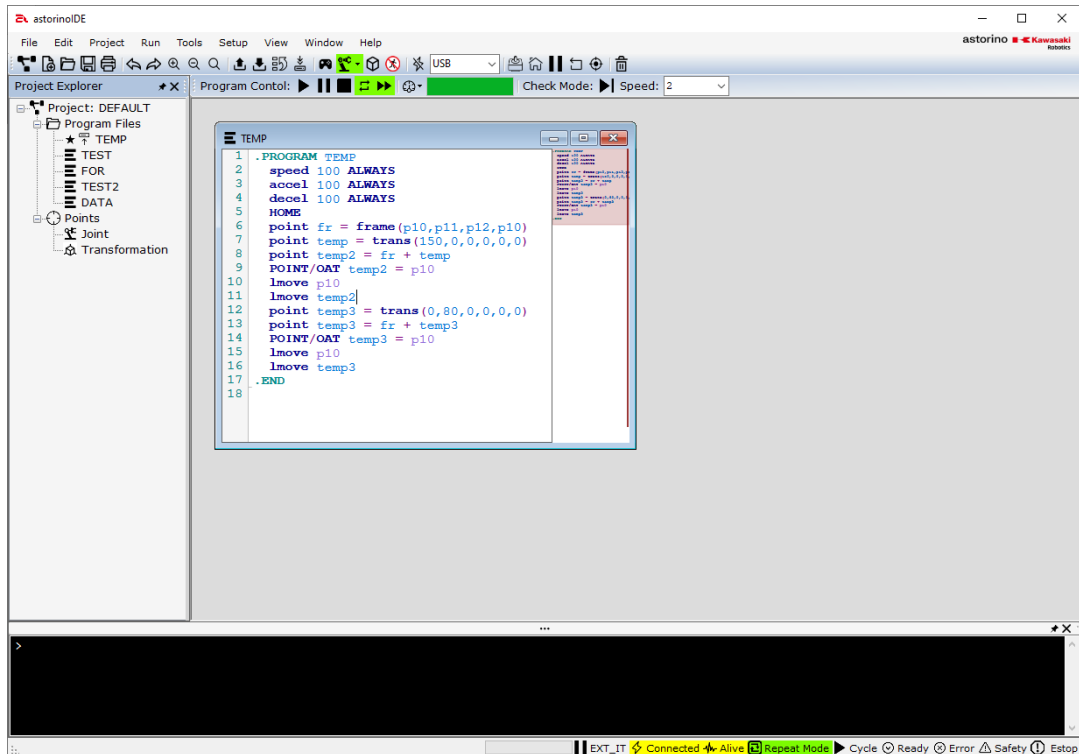 astorinoIDE
File Edit Project Run Tools Setup View Window Help
astorino Kawasaki
Robotics
USB
Project Explorer
Program Contol:
Check Mode: Speed: 2
Project: DEFAULT
Program Files
TEMP
TEST
FOR
TEST2
DATA
Points
Joint
Transformation
TEMP
1 .PROGRAM TEMP
2 speed 100 ALWAYS
3 accel 100 ALWAYS
4 decel 100 ALWAYS
5 HOME
6 point fr = frame(p10,p11,p12,p10)
7 point temp = trans(150,0,0,0,0,0)
8 point temp2 = fr + temp
9 POINT/OAT temp2 = p10
10 lmove p10
11 lmove temp2
12 point temp3 = trans(0,80,0,0,0,0)
13 point temp3 = fr + temp3
14 POINT/OAT temp3 = p10
15 lmove p10
16 lmove temp3
17 .END
18
>
EXT_IT Connected Alive Repeat Mode Cycle Ready Error Safety Estop